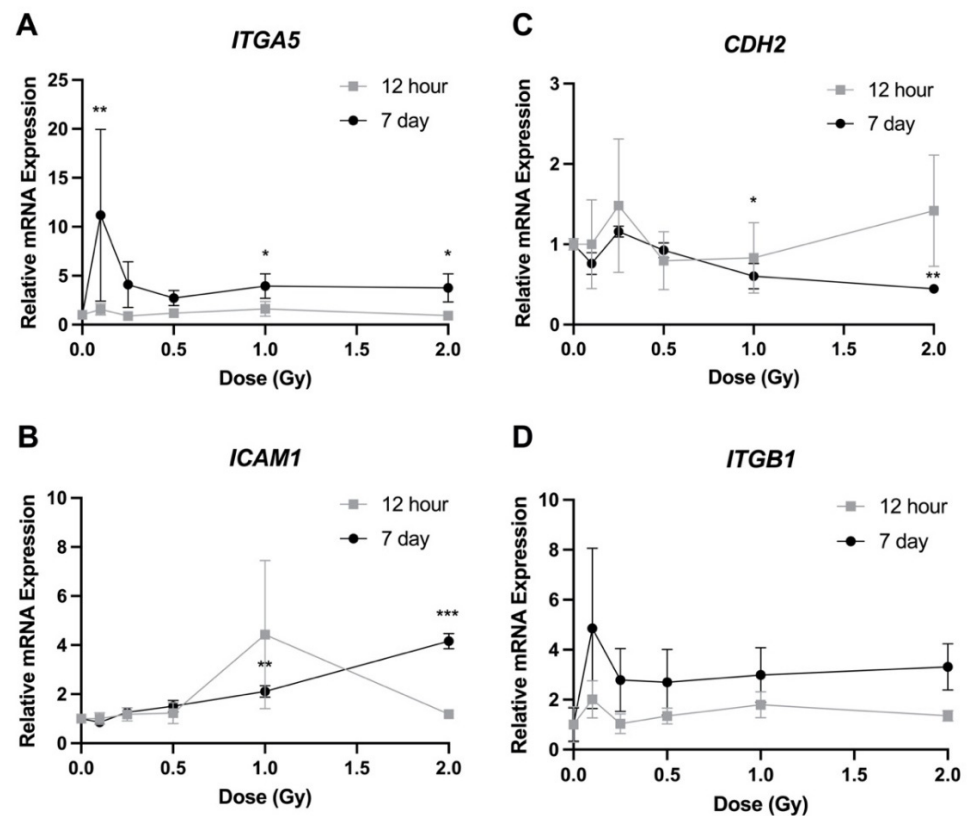 A
ITGA5
Relative mRNA Expression
25
20
15
10
5
0
**
*
*
12 hour
7 day
0.0 0.5 1.0 1.5 2.0
Dose (Gy)
C
CDH2
Relative mRNA Expression
3
2
1
0
*
**
12 hour
7 day
0.0 0.5 1.0 1.5 2.0
Dose (Gy)
B
ICAM1
Relative mRNA Expression
10
8
6
4
2
0
**
***
12 hour
7 day
0.0 0.5 1.0 1.5 2.0
Dose (Gy)
D
ITGB1
Relative mRNA Expression
10
8
6
4
2
0
12 hour
7 day
0.0 0.5 1.0 1.5 2.0
Dose (Gy)